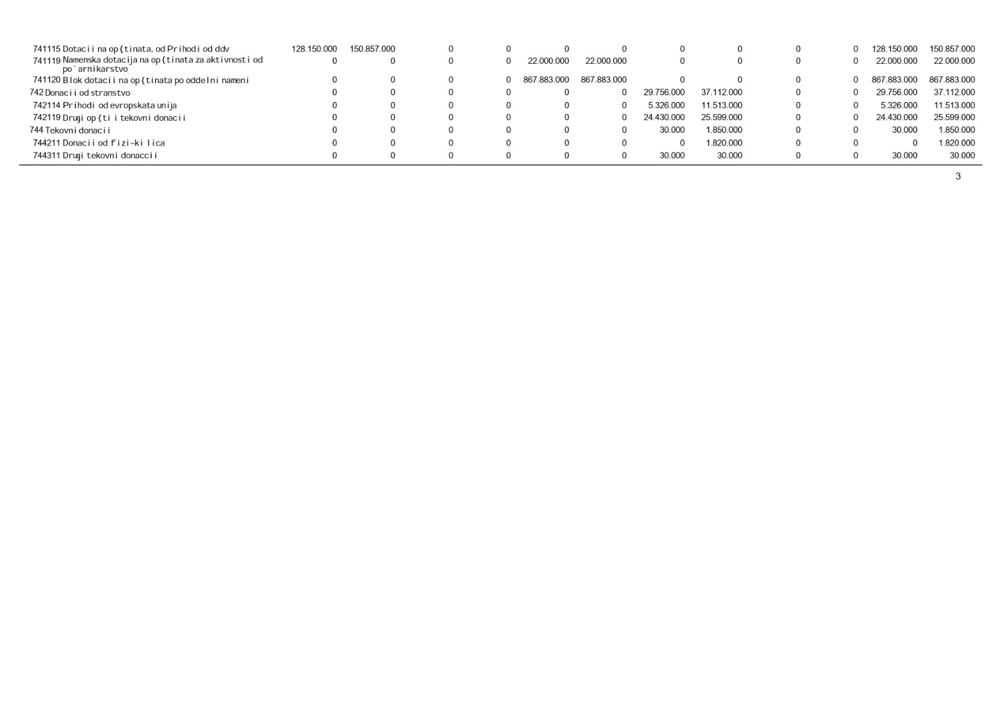 741115 Dotacii na op{tinata, od Prihodi od ddv 128.150.000 150.857.000 0 0 0 0 0 0 0 0 128.150.000 150.857.000
741119 Namenska dotacija na op{tinata za aktivnosti od 0 0 0 0 22.000.000 22.000.000 0 0 0 0 22.000.000 22.000.000
po`arnikarstvo
741120 Blok dotacii na op{tinata po oddelni nameni 0 0 0 0 867.883.000 867.883.000 0 0 0 0 867.883.000 867.883.000
742 Donacii od stranstvo 0 0 0 0 0 0 29.756.000 37.112.000 0 0 29.756.000 37.112.000
742114 Prihodi od evropskata unija 0 0 0 0 0 0 5.326.000 11.513.000 0 0 5.326.000 11.513.000
742119 Drugi op{ti i tekovni donacii 0 0 0 0 0 0 24.430.000 25.599.000 0 0 24.430.000 25.599.000
744 Tekovni donacii 0 0 0 0 0 0 30.000 1.850.000 0 0 30.000 1.850.000
744211 Donacii od fizi~ki lica 0 0 0 0 0 0 0 1.820.000 0 0 0 1.820.000
744311 Drugi tekovni donaccii 0 0 0 0 0 0 30.000 30.000 0 0 30.000 30.000
3